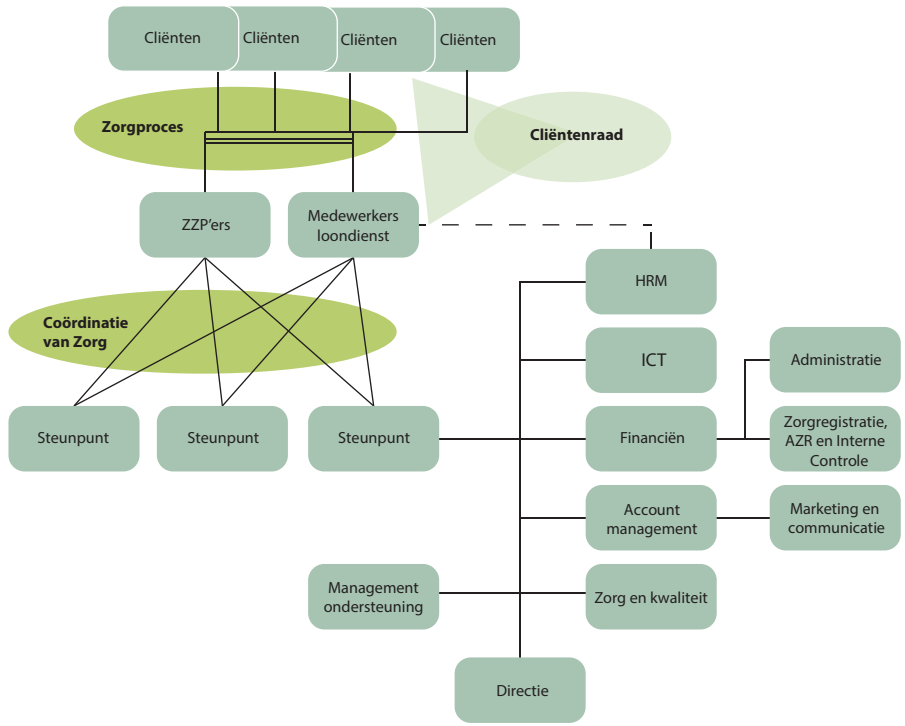 Cliënten
Cliënten
Cliënten
Cliënten
Zorgproces
Cliëntenraad
ZZP'ers
Medewerkers
loondienst
HRM
Coördinatie
van Zorg
ICT
Administratie
Steunpunt
Steunpunt
Steunpunt
Financiën
Zorgregistratie,
AZR en Interne
Controle
Account
management
Marketing en
communicatie
Management
ondersteuning
Zorg en kwaliteit
Directie